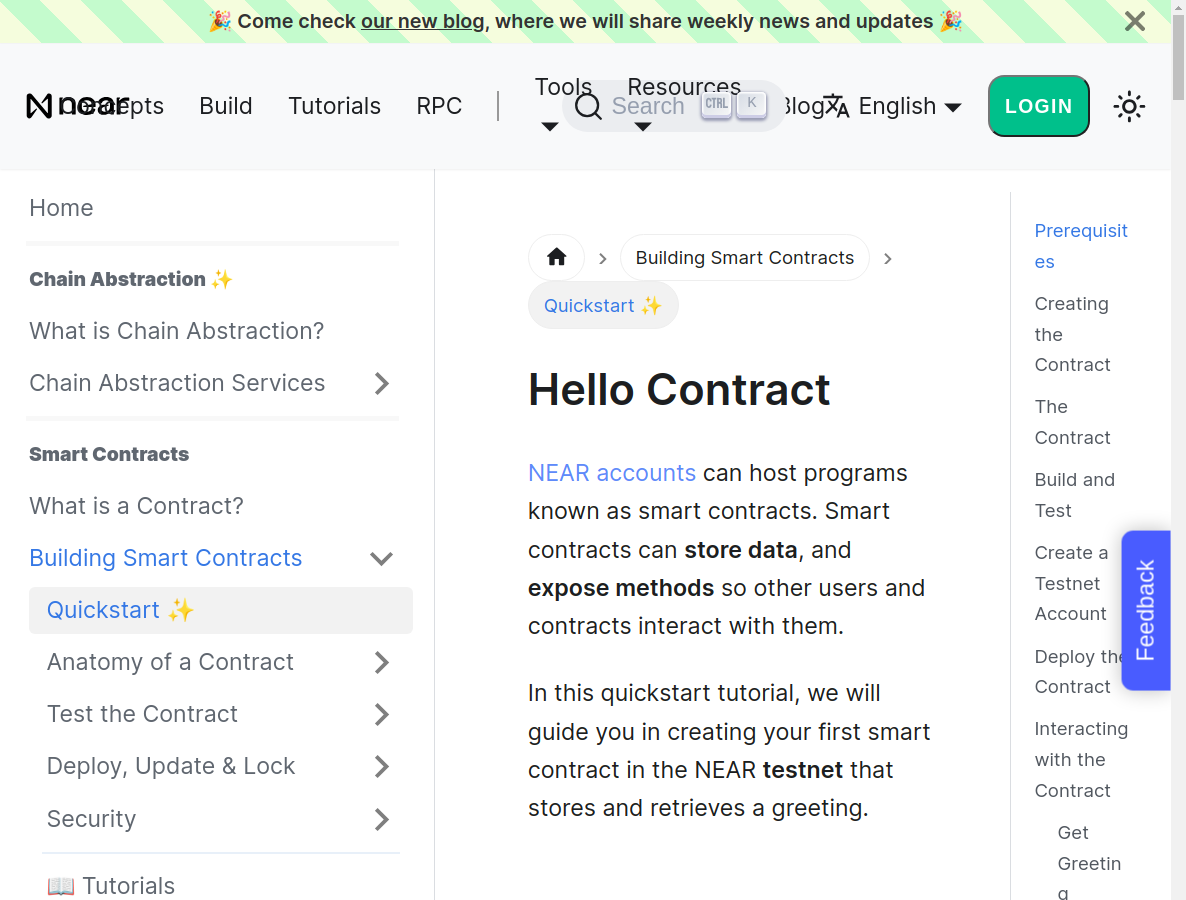 🎉 Come check our new blog, where we will share weekly news and updates 🎉
near
Concepts
Build
Tutorials
RPC
Tools
Resources
Search
CTRL
K
Blog
English
LOGIN
Home
Chain Abstraction ✨
What is Chain Abstraction?
Chain Abstraction Services
Smart Contracts
What is a Contract?
Building Smart Contracts
Quickstart ✨
Anatomy of a Contract
Test the Contract
Deploy, Update & Lock
Security
📖 Tutorials
Building Smart Contracts
Quickstart ✨
Hello Contract
NEAR accounts can host programs
known as smart contracts. Smart
contracts can store data, and
expose methods so other users and
contracts interact with them.
In this quickstart tutorial, we will
guide you in creating your first smart
contract in the NEAR testnet that
stores and retrieves a greeting.
Prerequisit
es
Creating
the
Contract
The
Contract
Build and
Test
Create a
Testnet
Account
Deploy the
Contract
Interacting
with the
Contract
Get
Greetin
g
Feedback